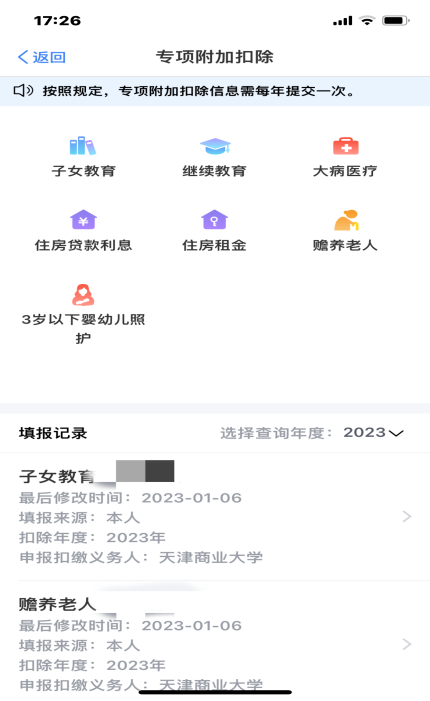 17:26
返回
专项附加扣除
按照规定，专项附加扣除信息需每年提交一次。
子女教育 继续教育 大病医疗
住房贷款利息 住房租金 赡养老人
3岁以下婴幼儿照
护
填报记录 选择查询年度：2023
子女教育
最后修改时间：2023-01-06
填报来源：本人
扣除年度：2023年
申报扣缴义务人：天津商业大学
赡养老人
最后修改时间：2023-01-06
填报来源：本人
扣除年度：2023年
申报扣缴义务人：天津商业大学